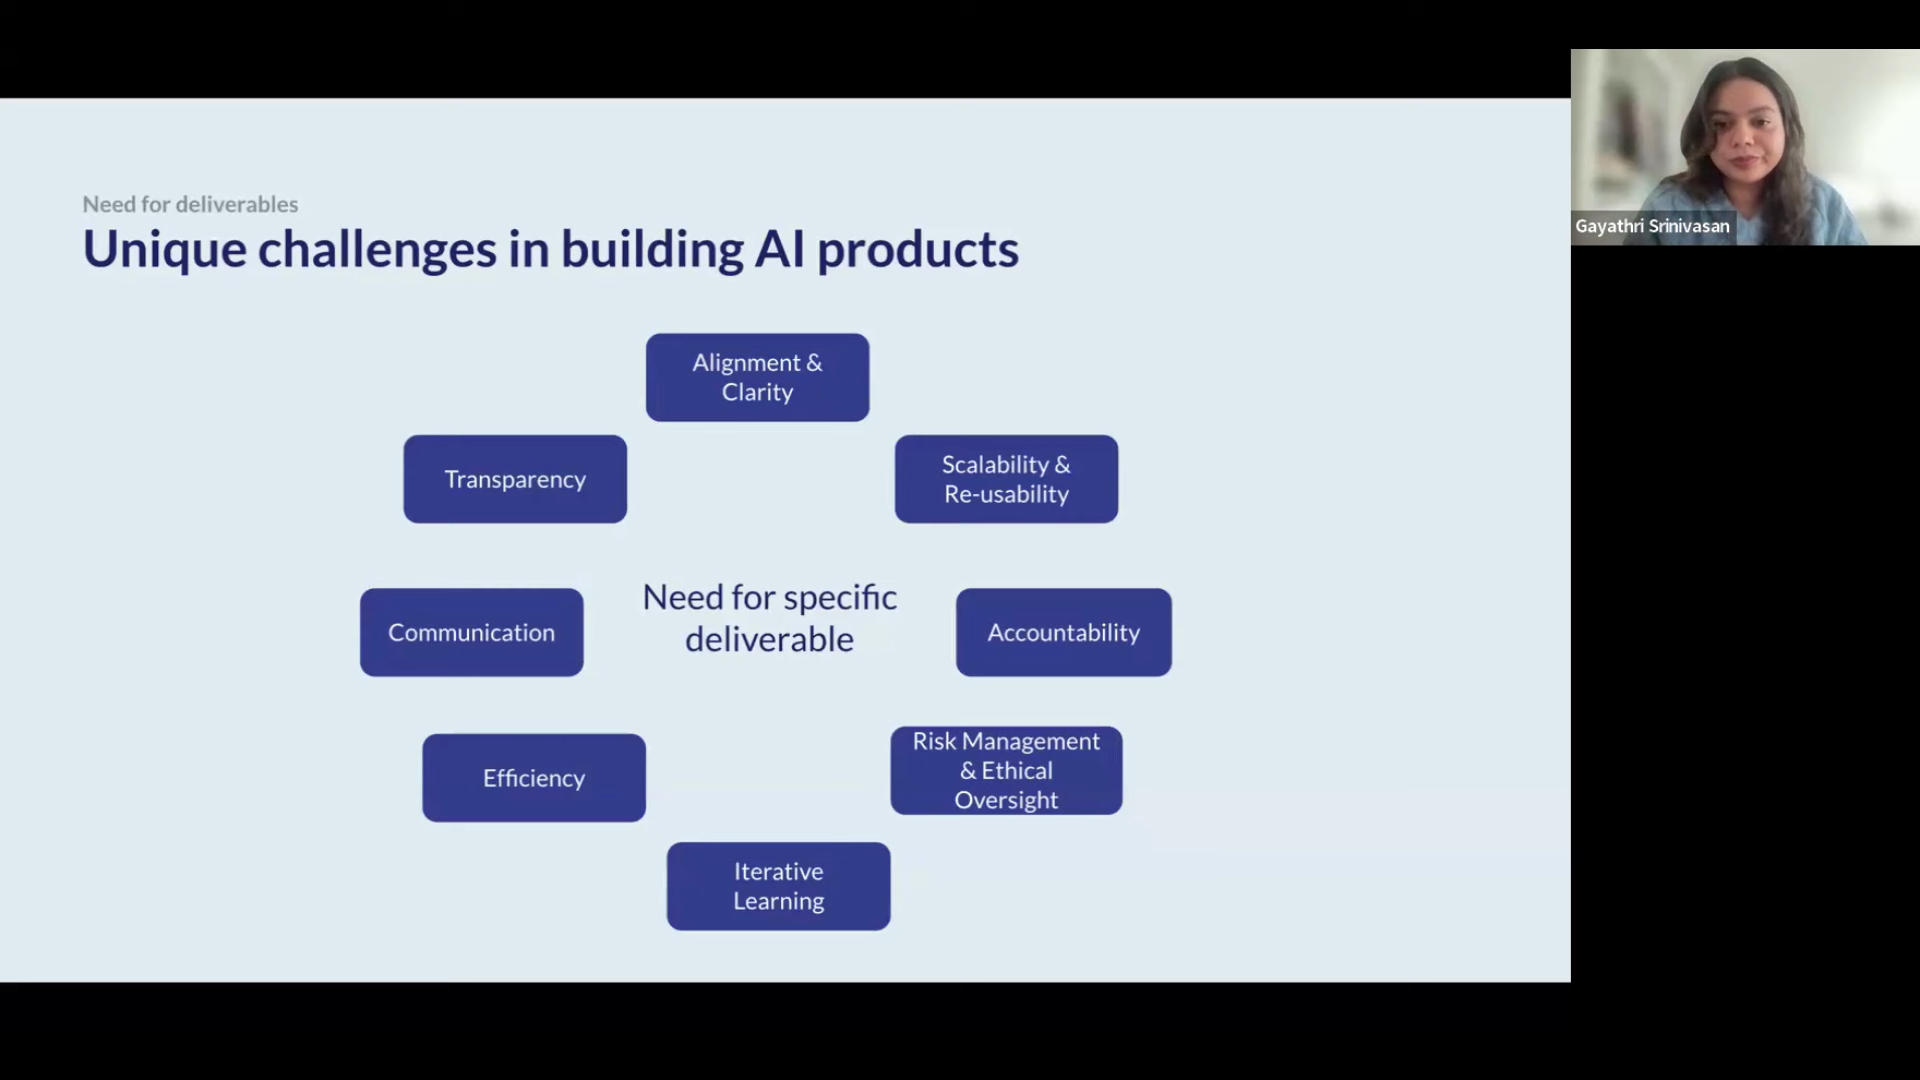 Need for deliverables
Unique challenges in building AI products
Alignment &
Clarity
Transparency
Scalability &
Re-usability
Need for specific
deliverable
Communication
Accountability
Efficiency
Risk Management
& Ethical
Oversight
Iterative
Learning
Gayathri Srinivasan